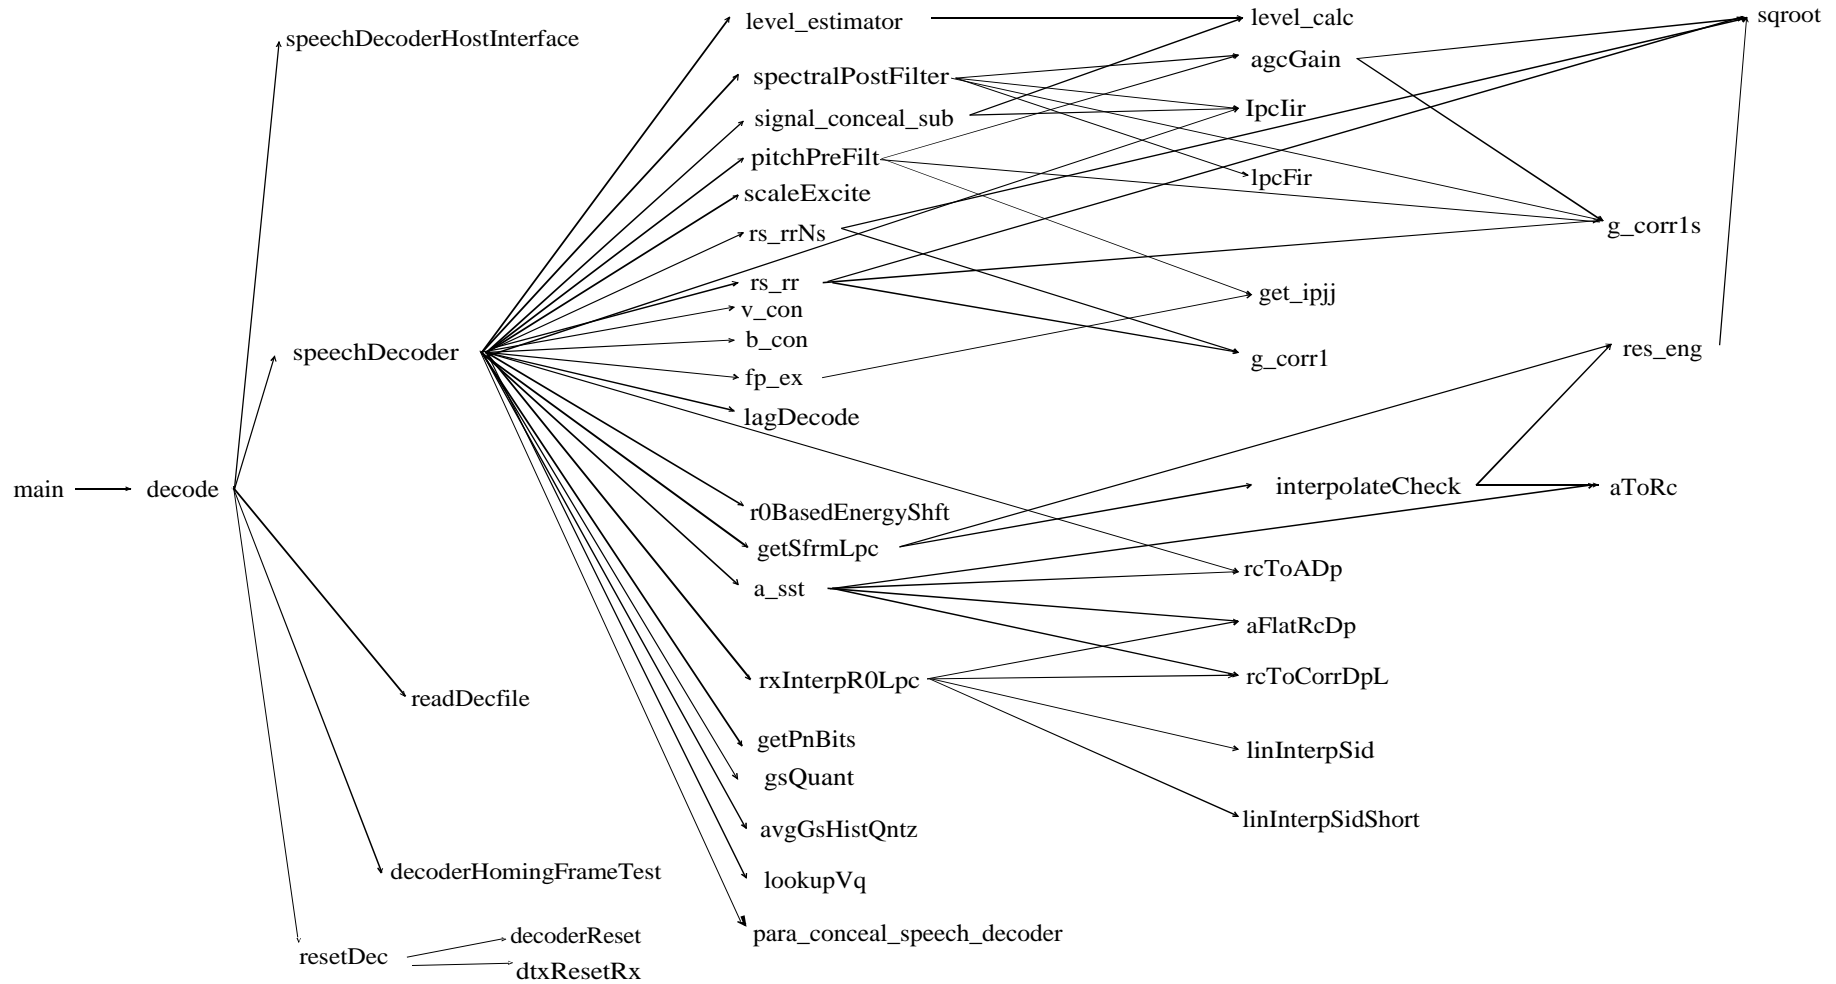 main
decode
speechDecoderHostInterface
speechDecoder
readDecfile
decoderHomingFrameTest
resetDec
decoderReset
dtxResetRx
level_estimator
spectralPostFilter
signal_conceal_sub
pitchPreFilt
scaleExcite
rs_rrNs
rs_rr
v_con
b_con
fp_ex
lagDecode
r0BasedEnergyShft
getSfrmLpc
a_sst
rxInterpR0Lpc
getPnBits
gsQuant
avgGsHistQntz
lookupVq
para_conceal_speech_decoder
level_calc
agcGain
IpcIir
lpcFir
get_ipjj
g_corr1
interpolateCheck
rcToADp
aFlatRcDp
rcToCorrDpL
linInterpSid
linInterpSidShort
sqroot
g_corr1s
res_eng
aToRc